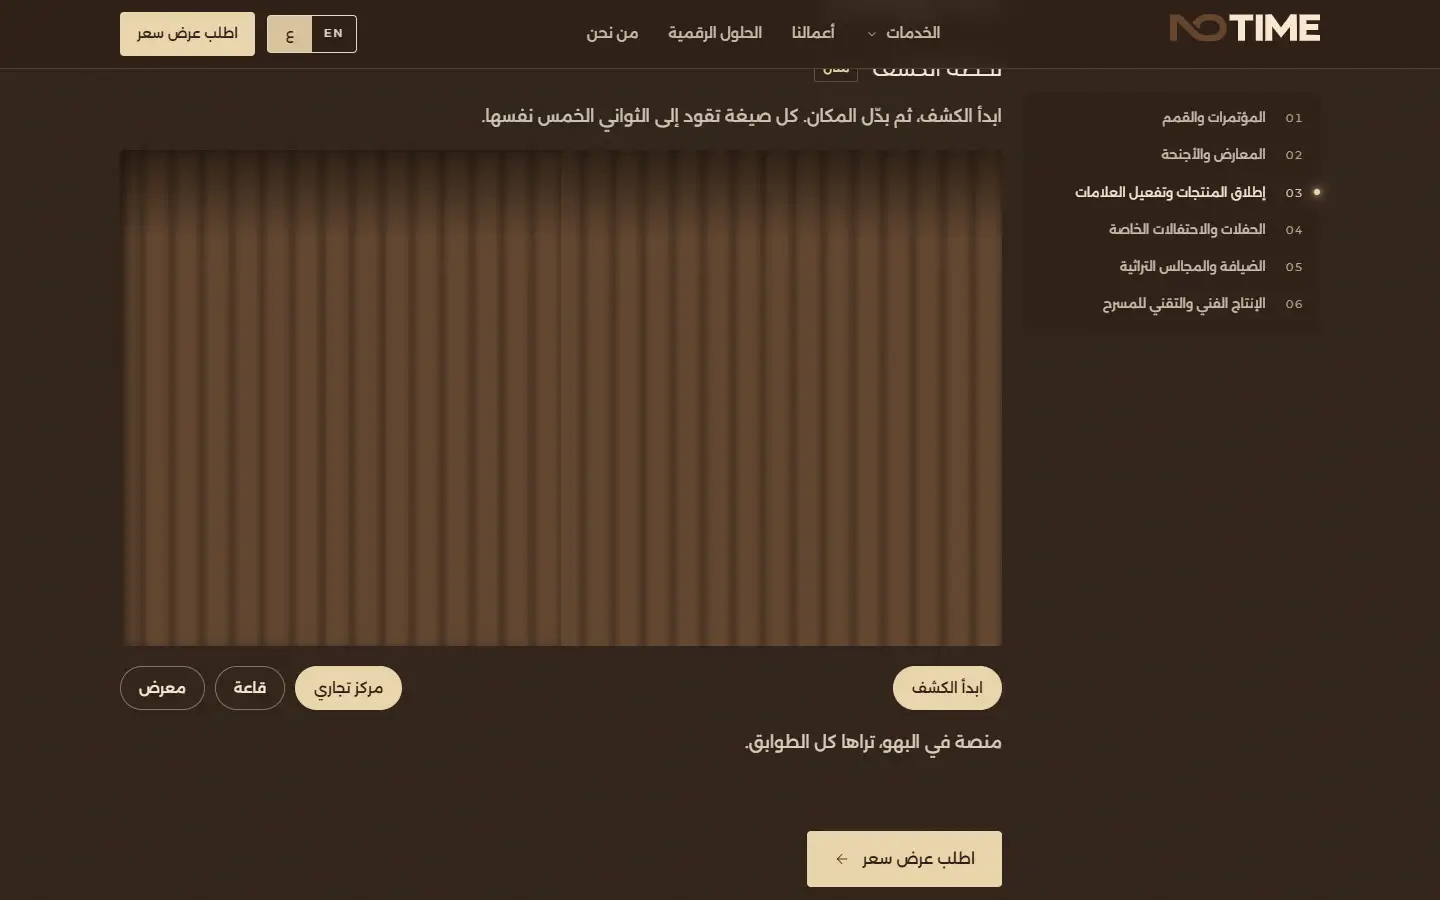 NO TIME
الخدمات
أعمالنا
الحلول الرقمية
من نحن
EN
ع
اطلب عرض سعر
01 المؤتمرات والقمم
02 المعارض والأجنحة
03 إطلاق المنتجات وتفعيل العلامات
04 الحفلات والاحتفالات الخاصة
05 الضيافة والمجالس التراثية
06 الإنتاج الفني والتقني للمسرح
ابدأ الكشف، ثم بدّل المكان. كل صيغة تقود إلى الثواني الخمس نفسها.
ابدأ الكشف
مركز تجاري
قاعة
معرض
منصة في البهو، تراها كل الطوابق.
اطلب عرض سعر